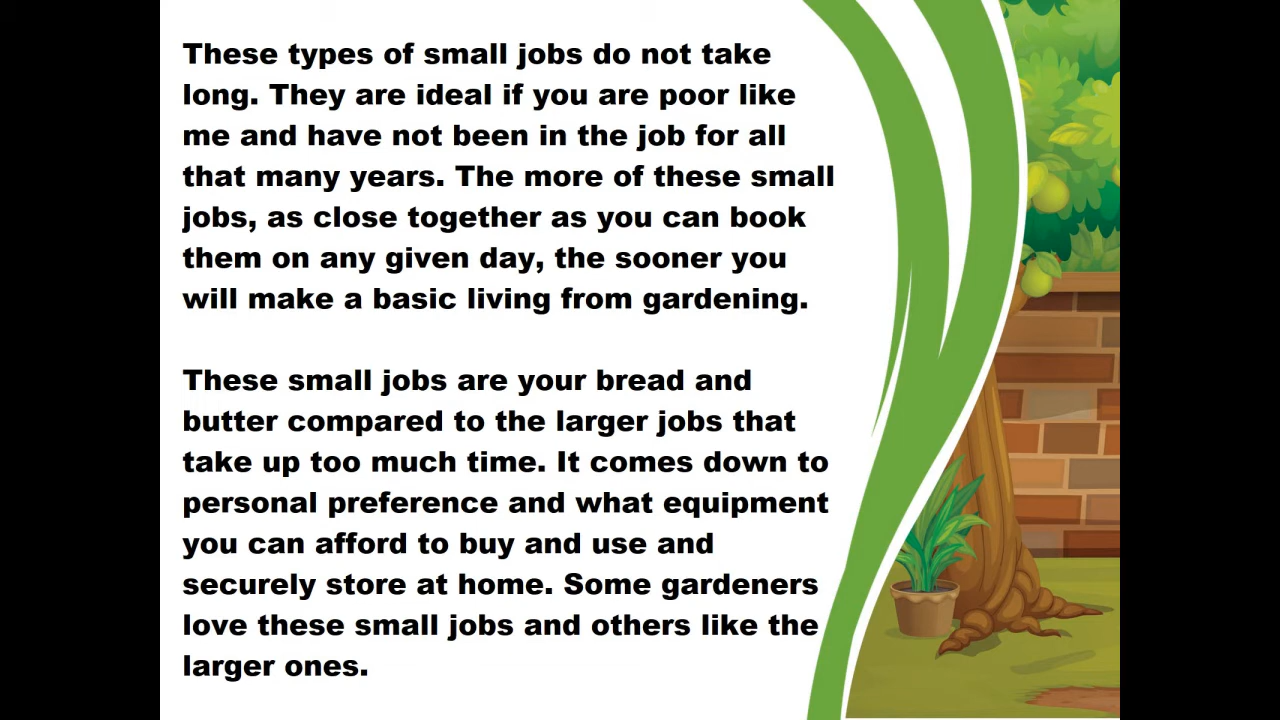 These types of small jobs do not take
long. They are ideal if you are poor like
me and have not been in the job for all
that many years. The more of these small
jobs, as close together as you can book
them on any given day, the sooner you
will make a basic living from gardening.
These small jobs are your bread and
butter compared to the larger jobs that
take up too much time. It comes down to
personal preference and what equipment
you can afford to buy and use and
securely store at home. Some gardeners
love these small jobs and others like the
larger ones.